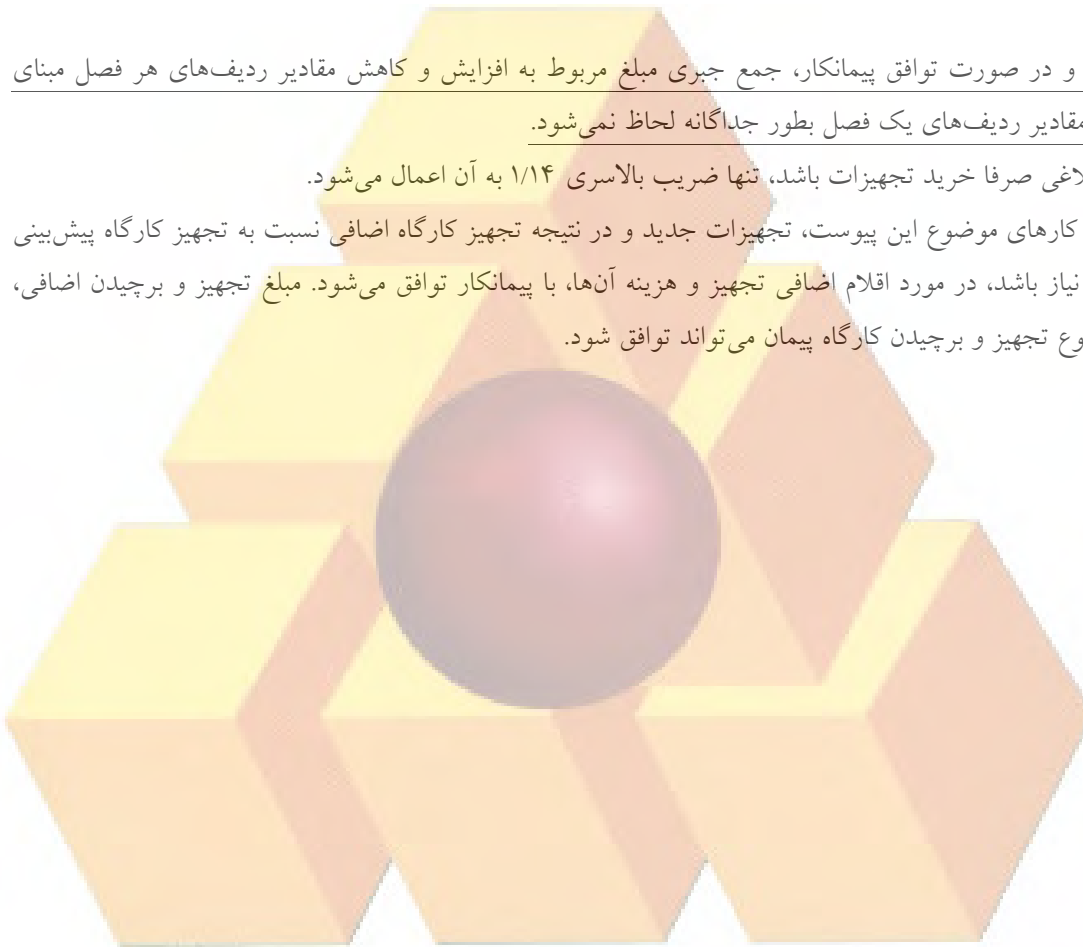 و در صورت توافق پیمانکار، جمع جبری مبلغ مربوط به افزایش و کاهش مقادیر ردیف‌های هر فصل مبنای
مقادیر ردیف‌های یک فصل بطور جداگانه لحاظ نمی‌شود.
لاغی صرفا خرید تجهیزات باشد، تنها ضریب بالاسری ۱/۱۴ به آن اعمال می‌شود.
کارهای موضوع این پیوست، تجهیزات جدید و در نتیجه تجهیز کارگاه اضافی نسبت به تجهیز کارگاه پیش‌بینی
نیاز باشد، در مورد اقلام اضافی تجهیز و هزینه آن‌ها، با پیمانکار توافق می‌شود. مبلغ تجهیز و برچیدن اضافی،
وع تجهیز و برچیدن کارگاه پیمان می‌تواند توافق شود.